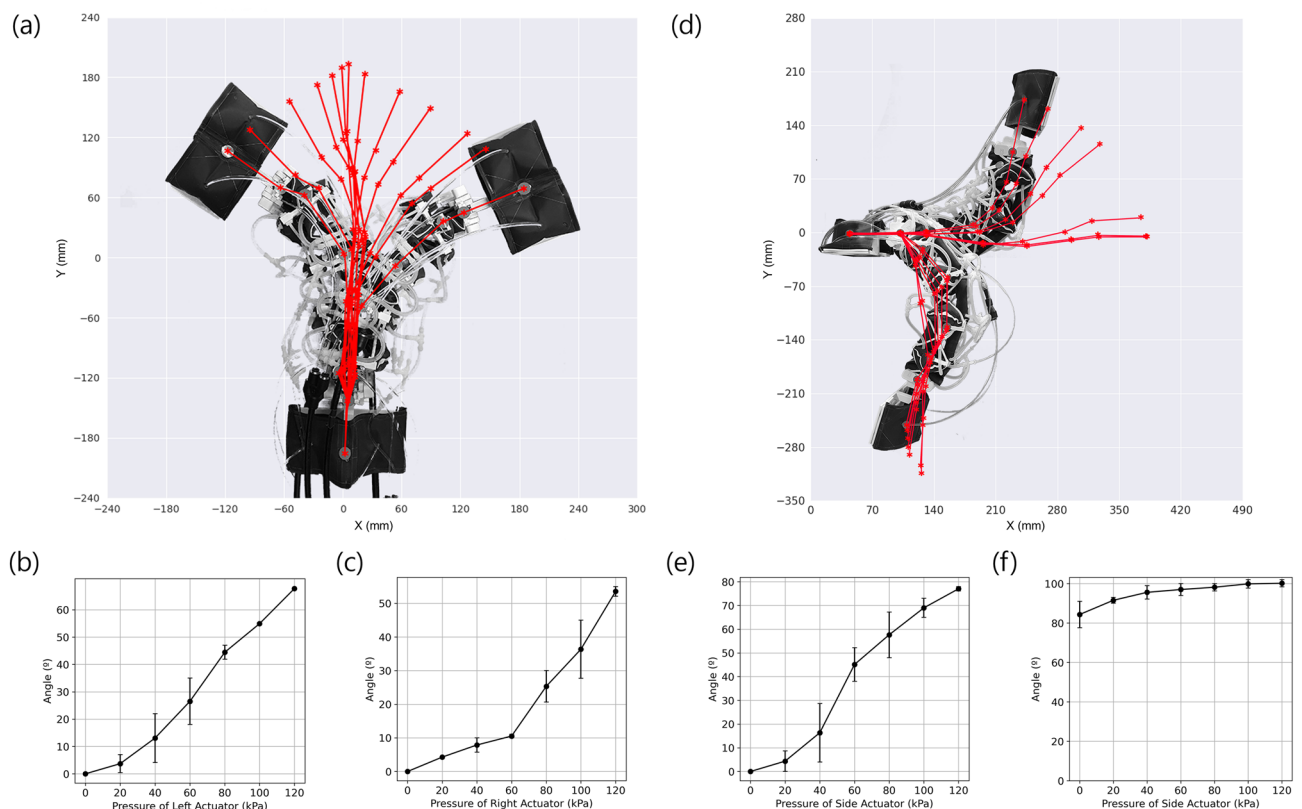 (a)
240
180
120
60
0
−60
−120
−180
−240
Y (mm)
−240 −180 −120 −60 0 60 120 180 240 300
X (mm)
(d)
280
210
140
70
0
−70
−140
−210
−280
−350
Y (mm)
0 70 140 210 280 350 420 490
X (mm)
(b)
60
50
40
30
20
10
0
Angle (º)
0 20 40 60 80 100 120
Pressure of Left Actuator (kPa)
(c)
50
40
30
20
10
0
Angle (º)
0 20 40 60 80 100 120
Pressure of Right Actuator (kPa)
(e)
80
70
60
50
40
30
20
10
0
Angle (º)
0 20 40 60 80 100 120
Pressure of Side Actuator (kPa)
(f)
100
80
60
40
20
0
Angle (º)
0 20 40 60 80 100 120
Pressure of Side Actuator (kPa)